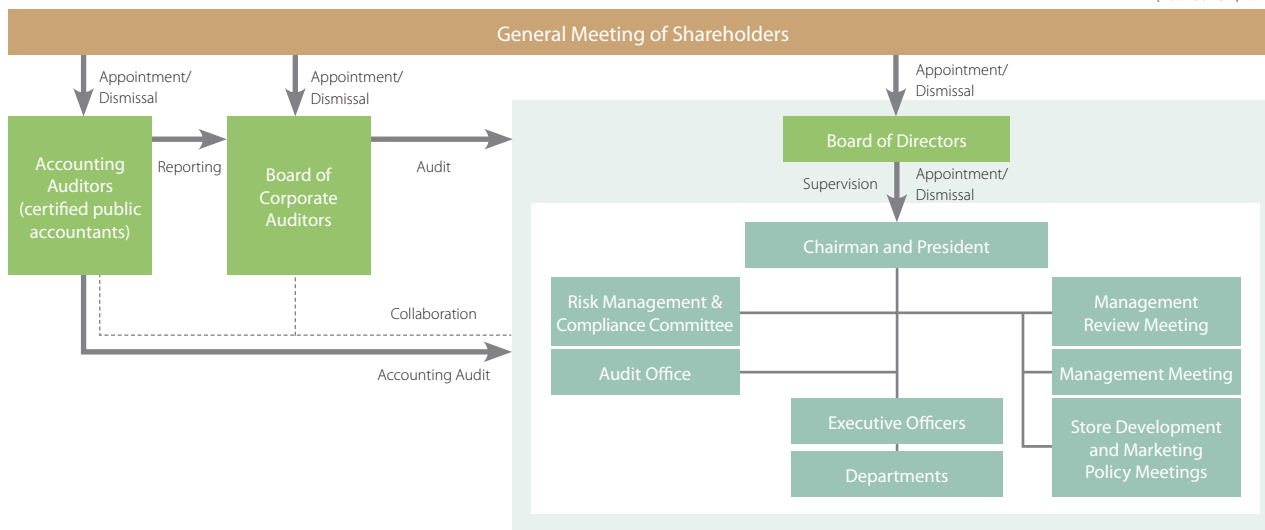 General Meeting of Shareholders
Appointment/
Dismissal
Appointment/
Dismissal
Appointment/
Dismissal
Accounting
Auditors
(certified public
accountants)
Reporting
Board of
Corporate
Auditors
Audit
Board of Directors
Supervision
Appointment/
Dismissal
Chairman and President
Risk Management &
Compliance Committee
Management
Review Meeting
Collaboration
Accounting Audit
Audit Office
Management Meeting
Executive Officers
Store Development
and Marketing
Policy Meetings
Departments